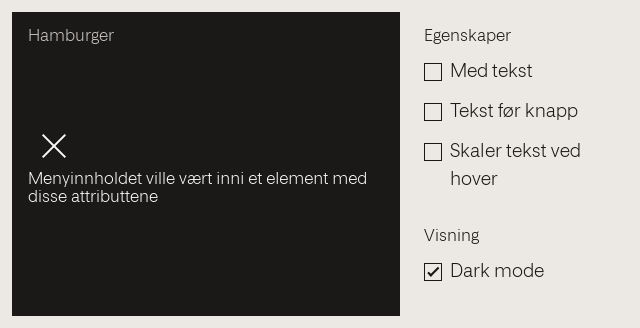 Hamburger
Menyinnholdet ville vært inni et element med
disse attributtene
Egenskaper
Med tekst
Tekst før knapp
Skaler tekst ved
hover
Visning
Dark mode